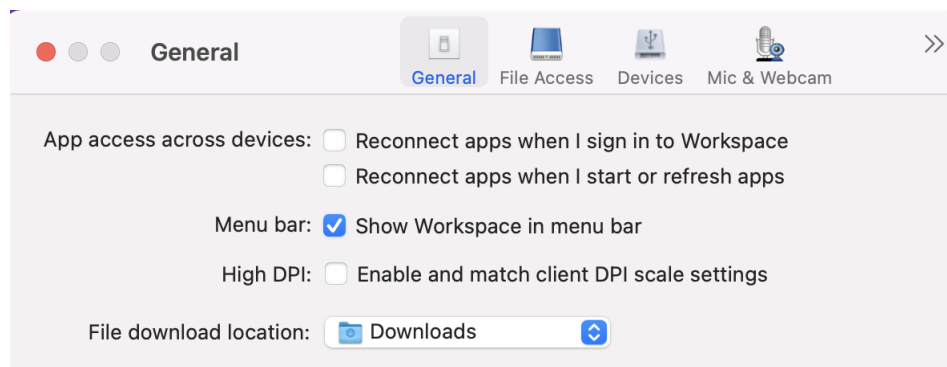 General
General File Access Devices Mic & Webcam
App access across devices: Reconnect apps when I sign in to Workspace
Reconnect apps when I start or refresh apps
Menu bar: Show Workspace in menu bar
High DPI: Enable and match client DPI scale settings
File download location: Downloads